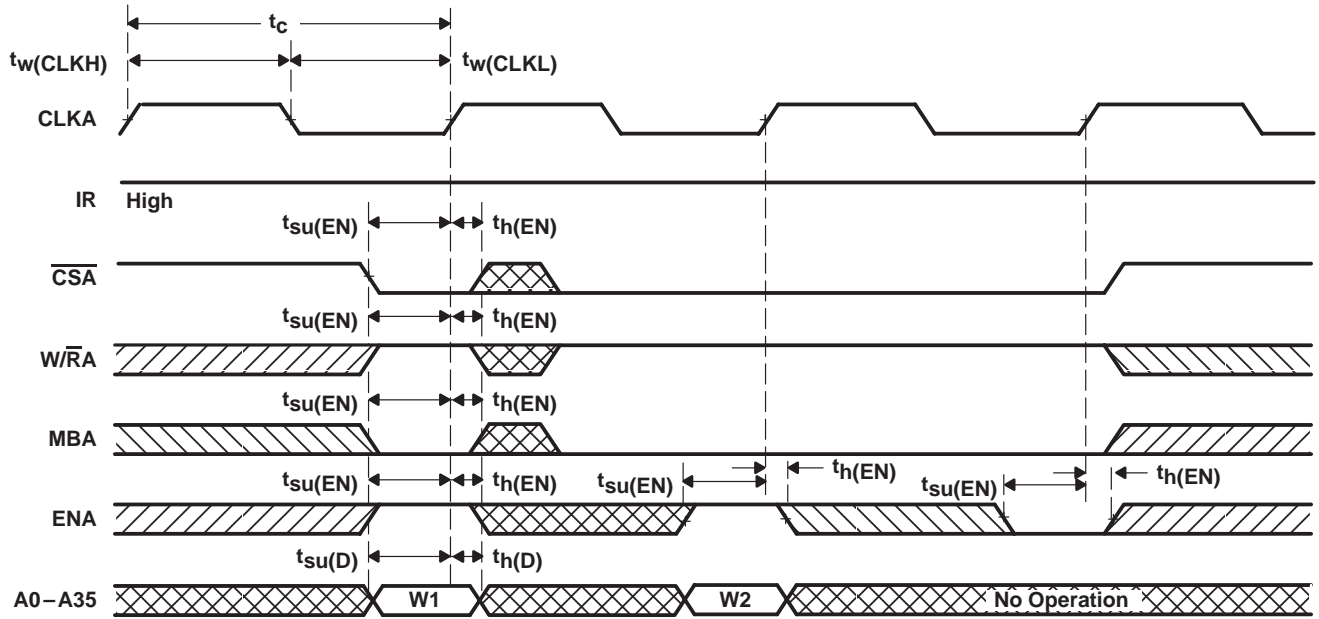 tc
tw(CLKH)
tw(CLKL)
CLKA
IR
High
tsu(EN)
th(EN)
CSA
tsu(EN)
th(EN)
W/RA
tsu(EN)
th(EN)
MBA
tsu(EN)
th(EN)
tsu(EN)
th(EN)
tsu(EN)
th(EN)
ENA
tsu(D)
th(D)
A0–A35
W1
W2
No Operation